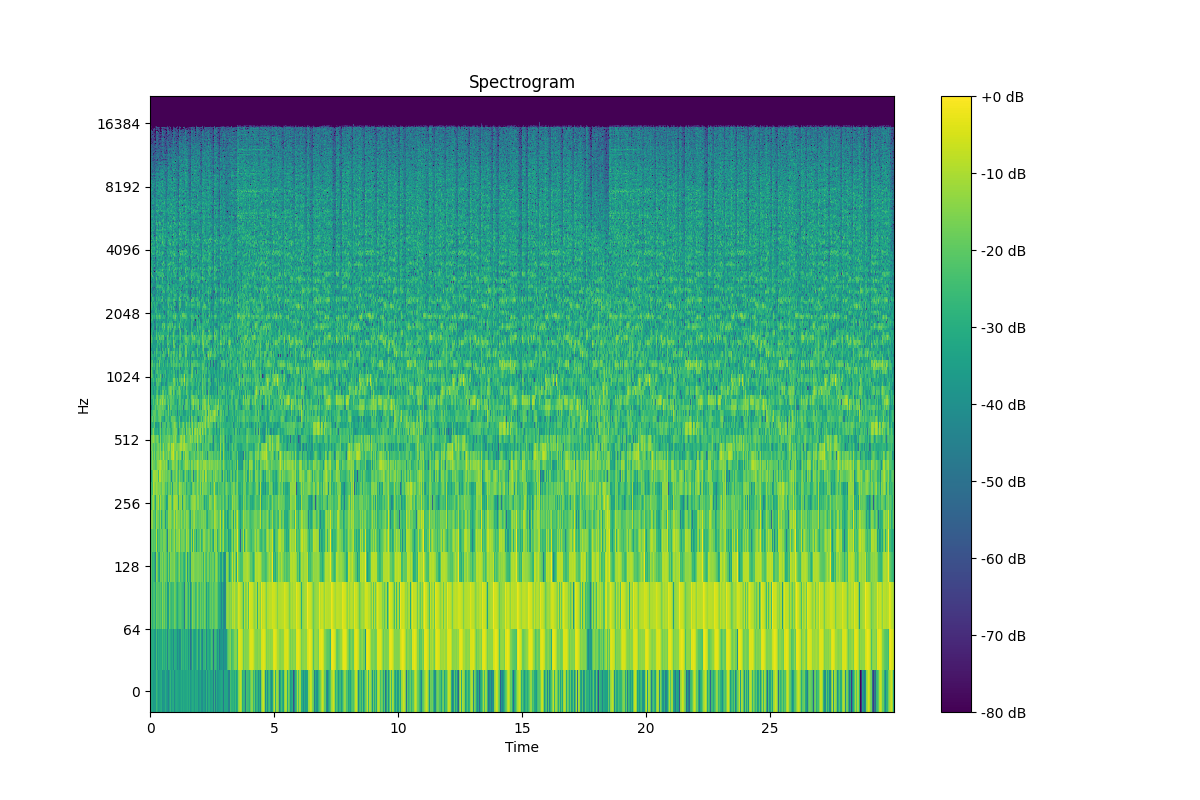 Spectrogram
16384
8192
4096
2048
1024
512
256
128
64
0
Hz
0 5 10 15 20 25
Time
+0 dB
-10 dB
-20 dB
-30 dB
-40 dB
-50 dB
-60 dB
-70 dB
-80 dB